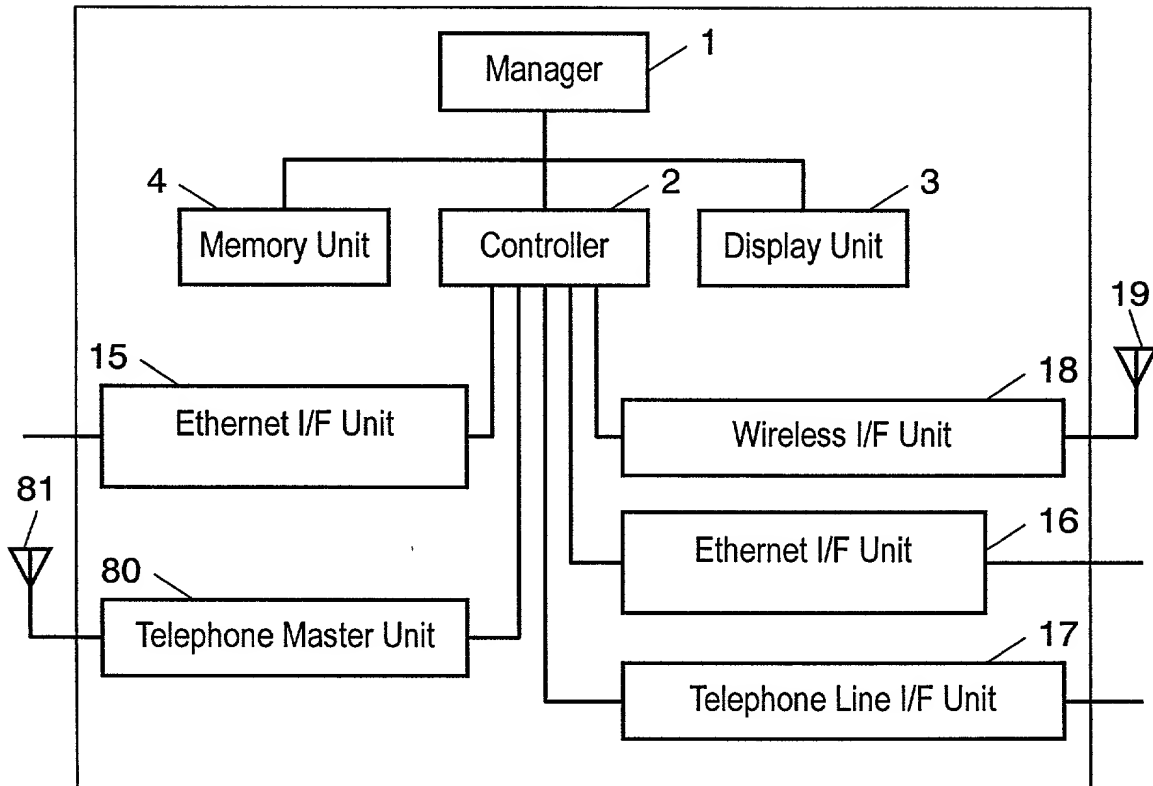 1
Manager
4
2
3
Memory Unit
Controller
Display Unit
19
15
18
Ethernet I/F Unit
Wireless I/F Unit
81
16
Ethernet I/F Unit
80
Telephone Master Unit
17
Telephone Line I/F Unit